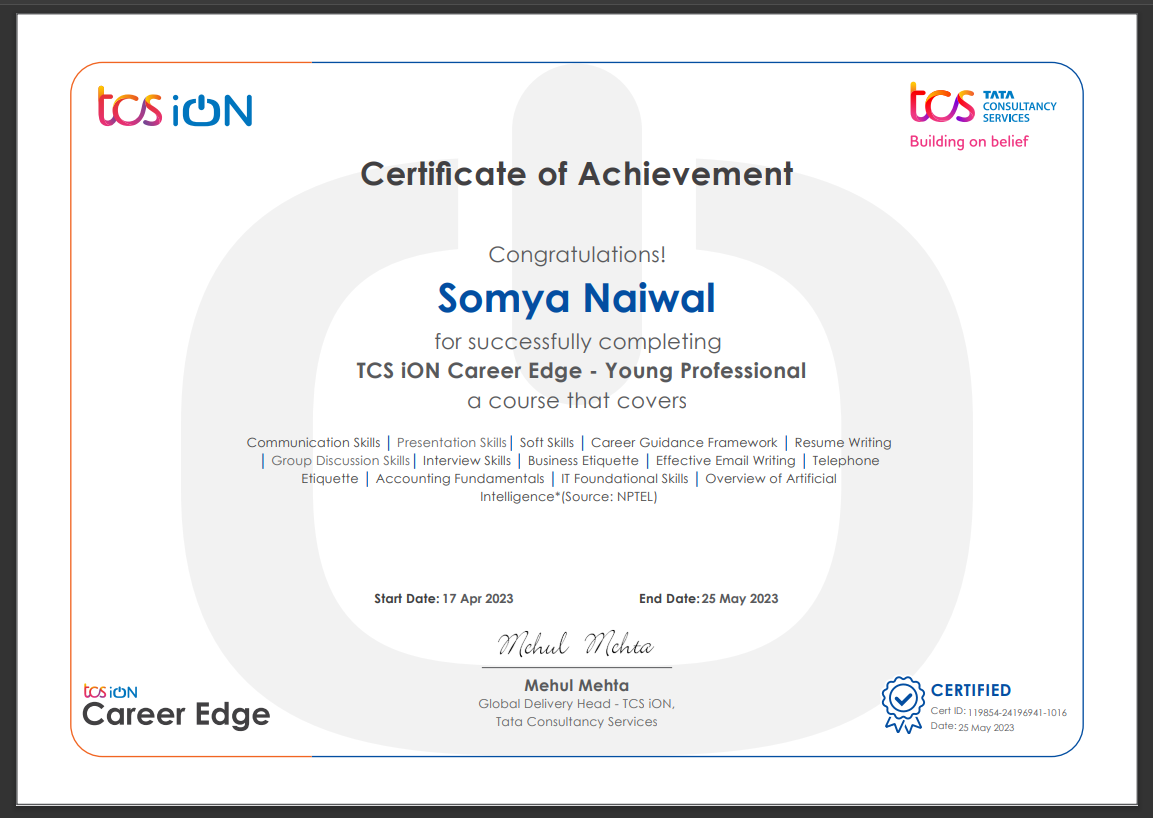 tcs iON
tcs TATA
CONSULTANCY
SERVICES
Building on belief
Certificate of Achievement
Congratulations!
Somya Naiwal
for successfully completing
TCS iON Career Edge - Young Professional
a course that covers
Communication Skills | Presentation Skills | Soft Skills | Career Guidance Framework | Resume Writing
| Group Discussion Skills | Interview Skills | Business Etiquette | Effective Email Writing | Telephone
Etiquette | Accounting Fundamentals | IT Foundational Skills | Overview of Artificial
Intelligence*(Source: NPTEL)
Start Date: 17 Apr 2023 End Date: 25 May 2023
Mehul Mehta
Mehul Mehta
Global Delivery Head - TCS iON,
Tata Consultancy Services
tcs iON
Career Edge
CERTIFIED
Cert ID: 119854-24196941-1016
Date: 25 May 2023